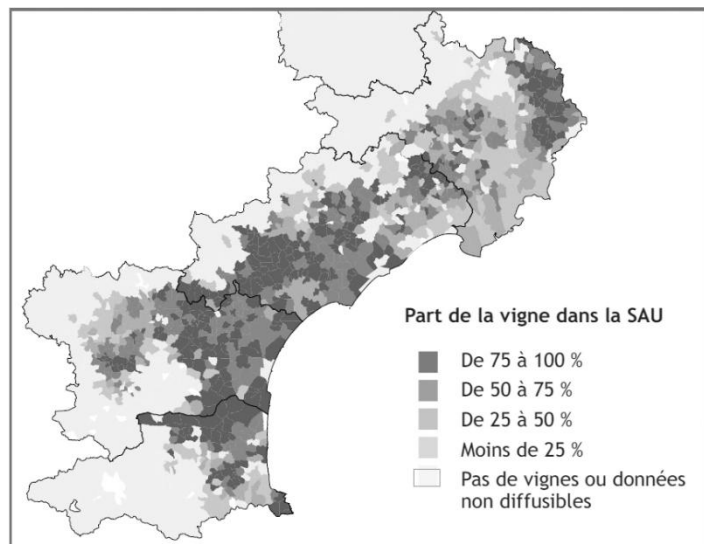 Part de la vigne dans la SAU
De 75 à 100 %
De 50 à 75 %
De 25 à 50 %
Moins de 25 %
Pas de vignes ou données
non diffusibles